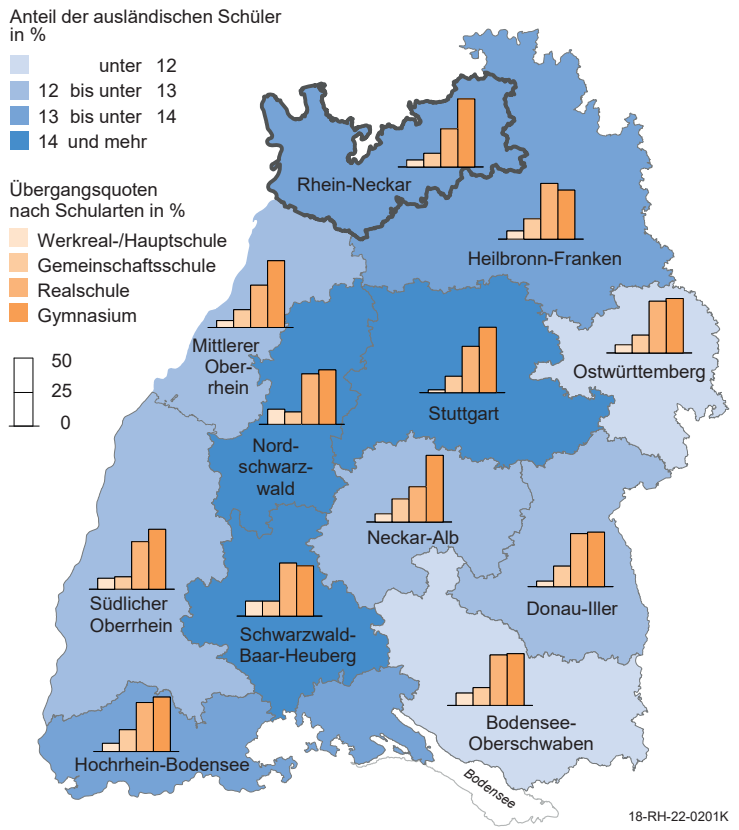 Anteil der ausländischen Schüler
in %
unter 12
12 bis unter 13
13 bis unter 14
14 und mehr
Übergangsquoten
nach Schularten in %
Werkreal-/Hauptschule
Gemeinschaftsschule
Realschule
Gymnasium
50
25
0
Rhein-Neckar
Heilbronn-Franken
Mittlerer
Ober-
rhein
Ostwürttemberg
Stuttgart
Nord-
schwarz-
wald
Neckar-Alb
Südlicher
Oberrhein
Donau-Iller
Schwarzwald-
Baar-Heuberg
Bodensee-
Oberschwaben
Hochrhein-Bodensee
Bodensee
18-RH-22-0201K